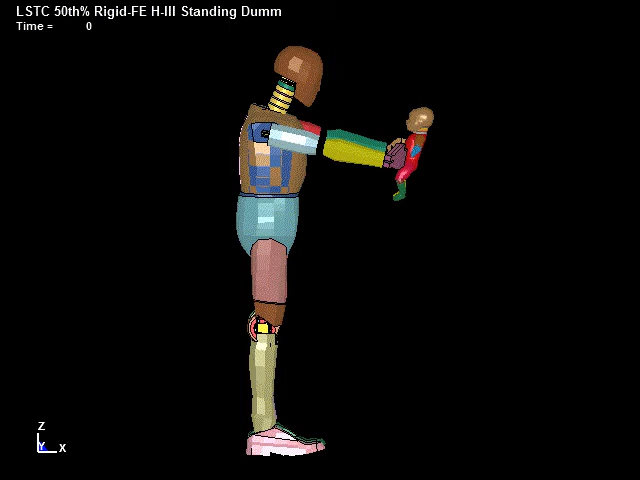 LSTC 50th% Rigid-FE H-III Standing Dumm
Time = 0
Z
Y X